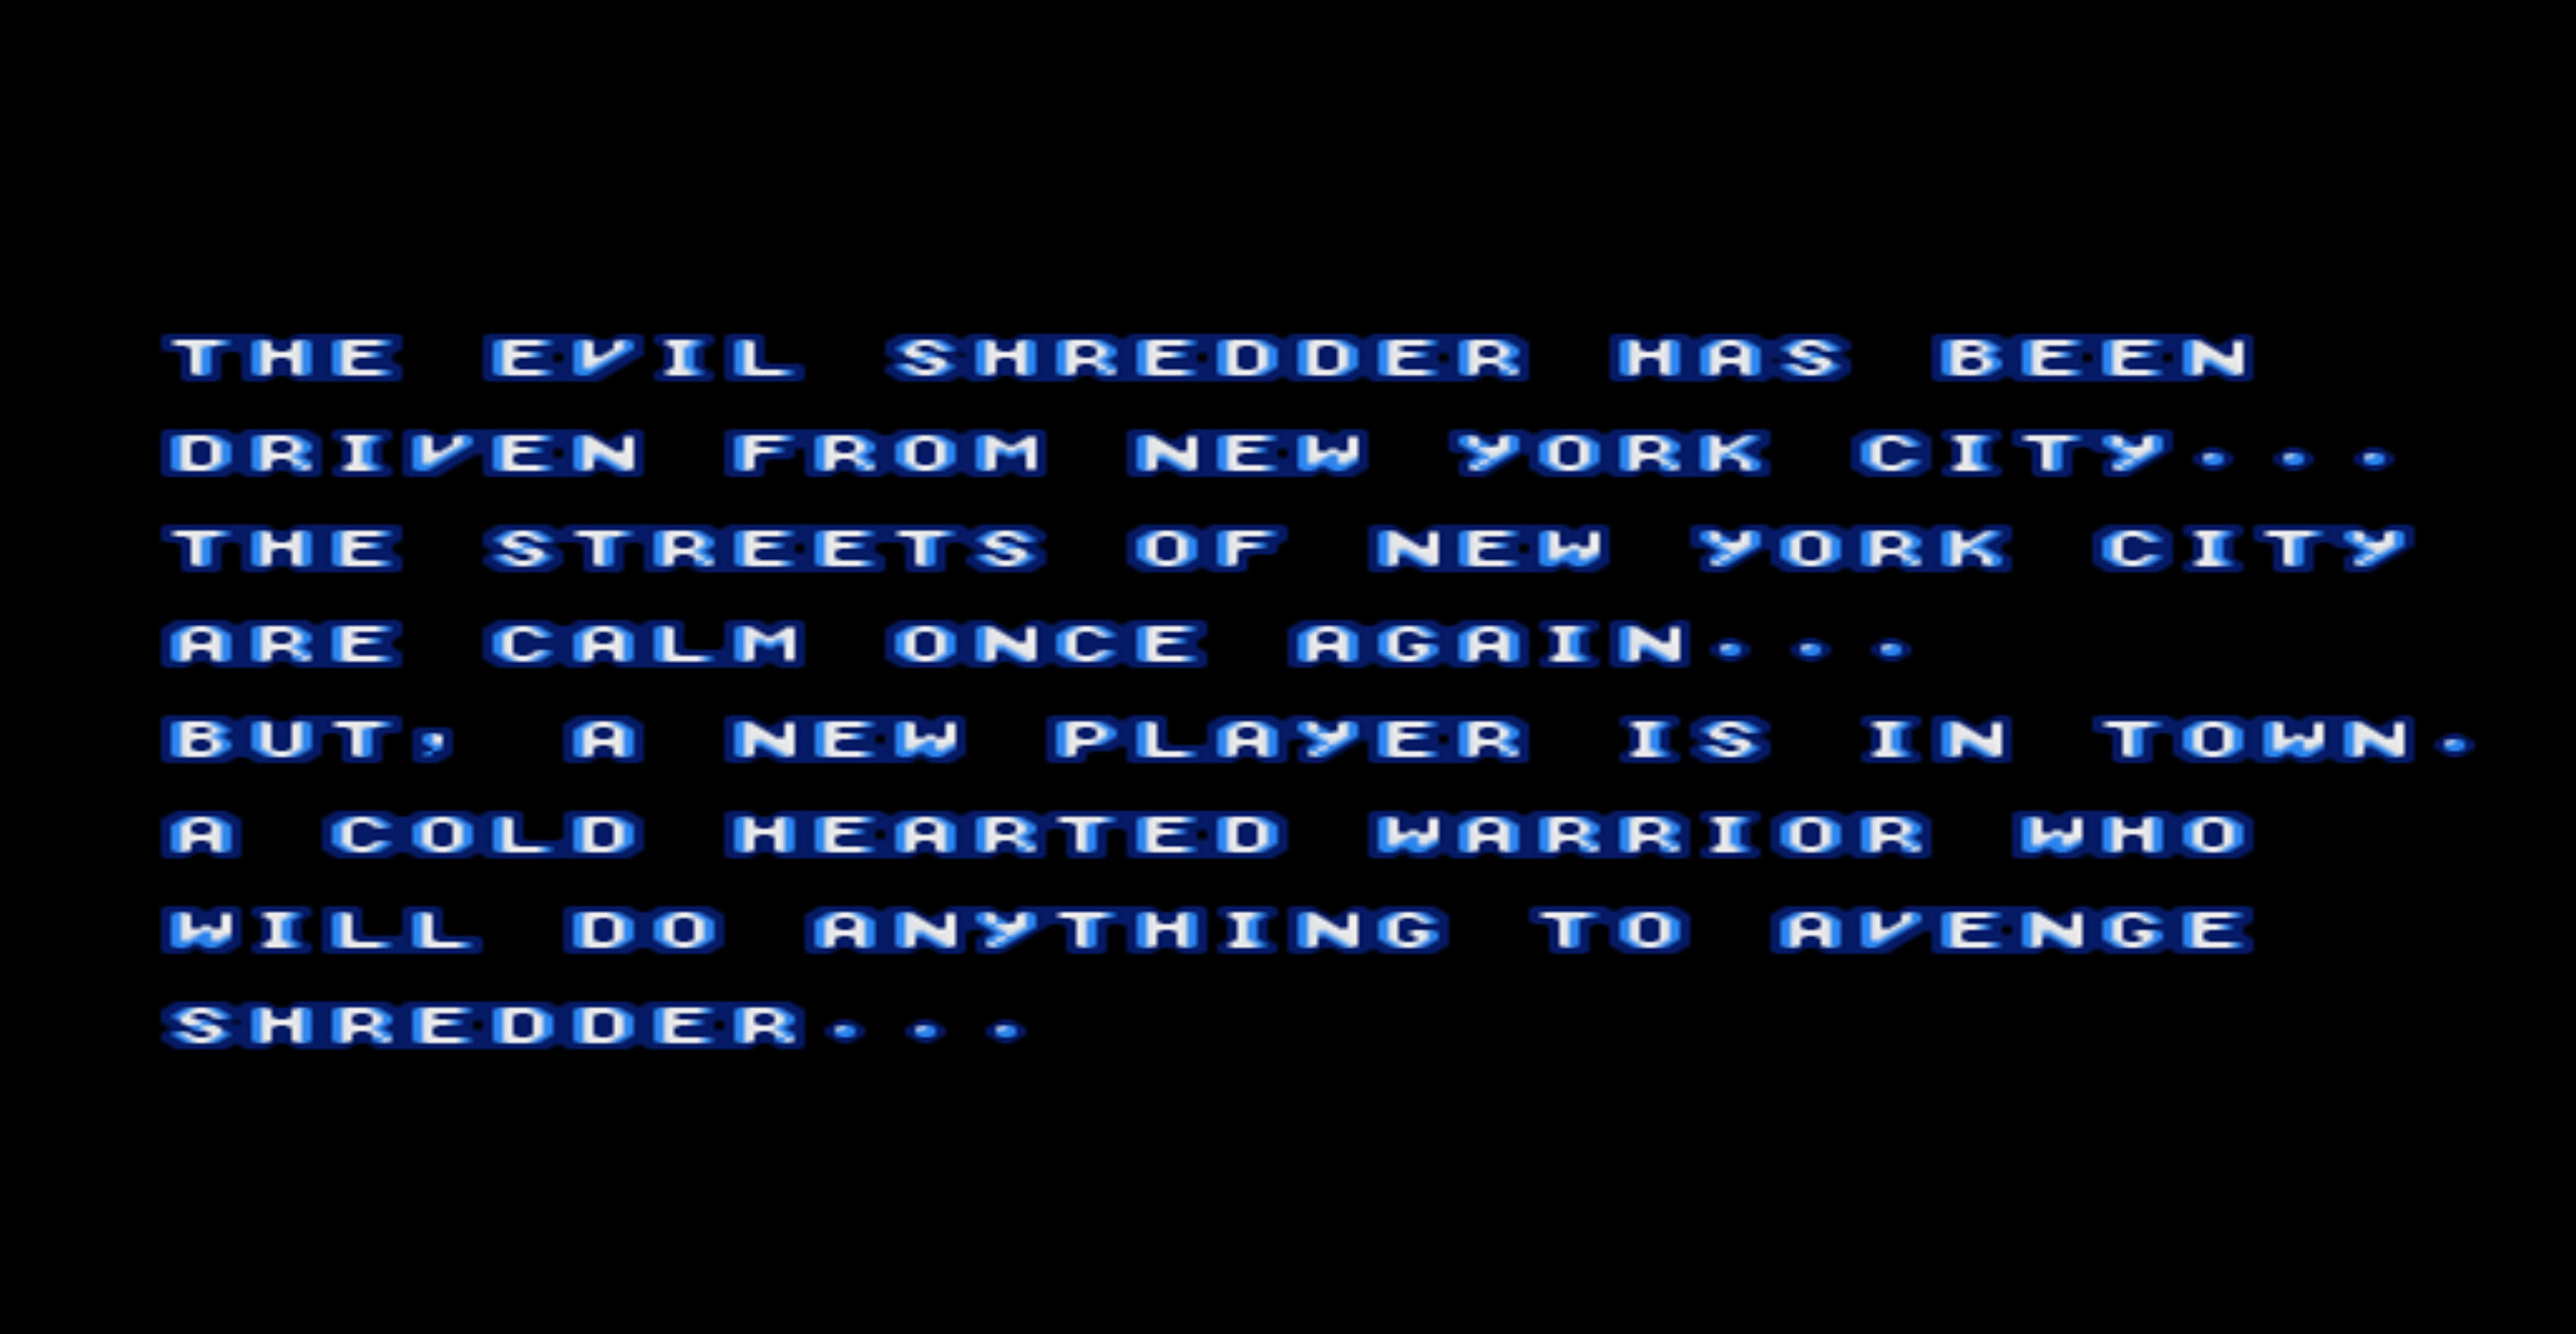 THE EVIL SHREDDER HAS BEEN
DRIVEN FROM NEW YORK CITY...
THE STREETS OF NEW YORK CITY
ARE CALM ONCE AGAIN...
BUT, A NEW PLAYER IS IN TOWN.
A COLD HEARTED WARRIOR WHO
WILL DO ANYTHING TO AVENGE
SHREDDER...